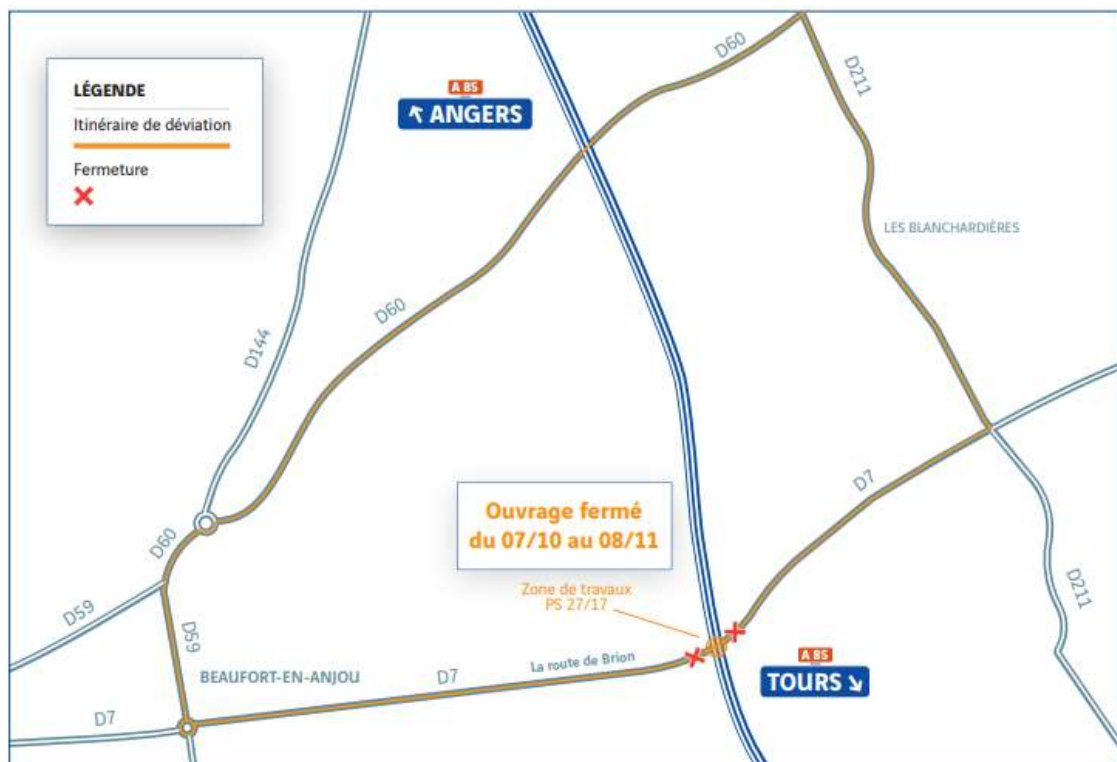 LÉGENDE
Itinéraire de déviation
Fermeture
A 85
ANGERS
D60
D211
LES BLANCHARDIÈRES
D60
D144
D7
Ouvrage fermé
du 07/10 au 08/11
D60
Zone de travaux
PS 27/17
D211
D59
D59
La route de Brion
A 85
TOURS
BEAUFORT-EN-ANJOU
D7
D7